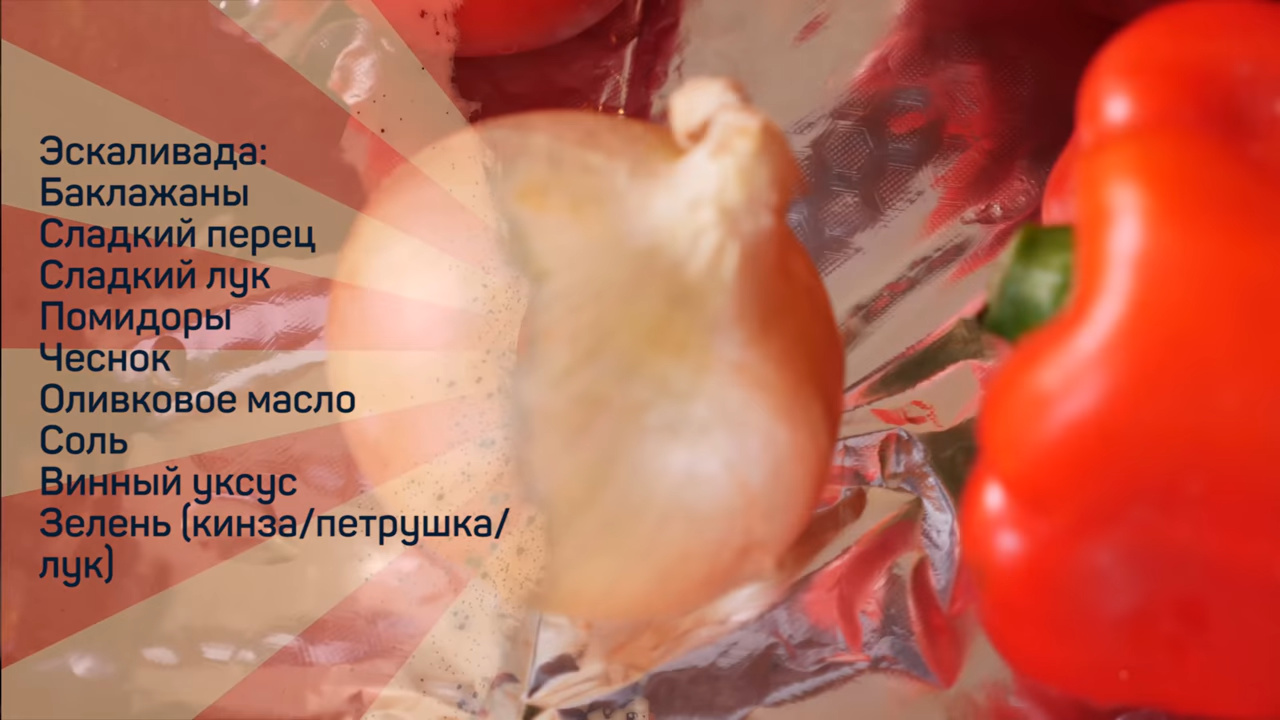 Эскаливада:
Баклажаны
Сладкий перец
Сладкий лук
Помидоры
Чеснок
Оливковое масло
Соль
Винный уксус
Зелень (кинза/петрушка/
лук)